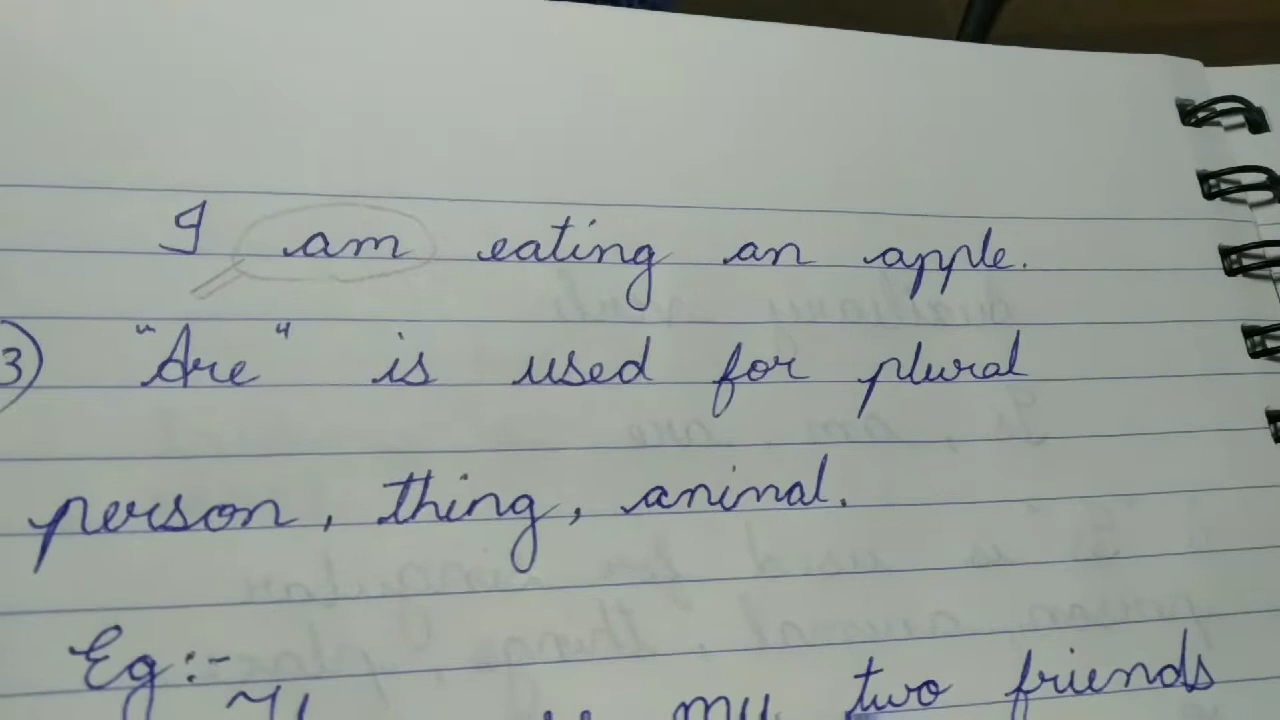 I am eating an apple.
3) "Are" is used for plural
person, thing, animal.
Eg:-
my two friends